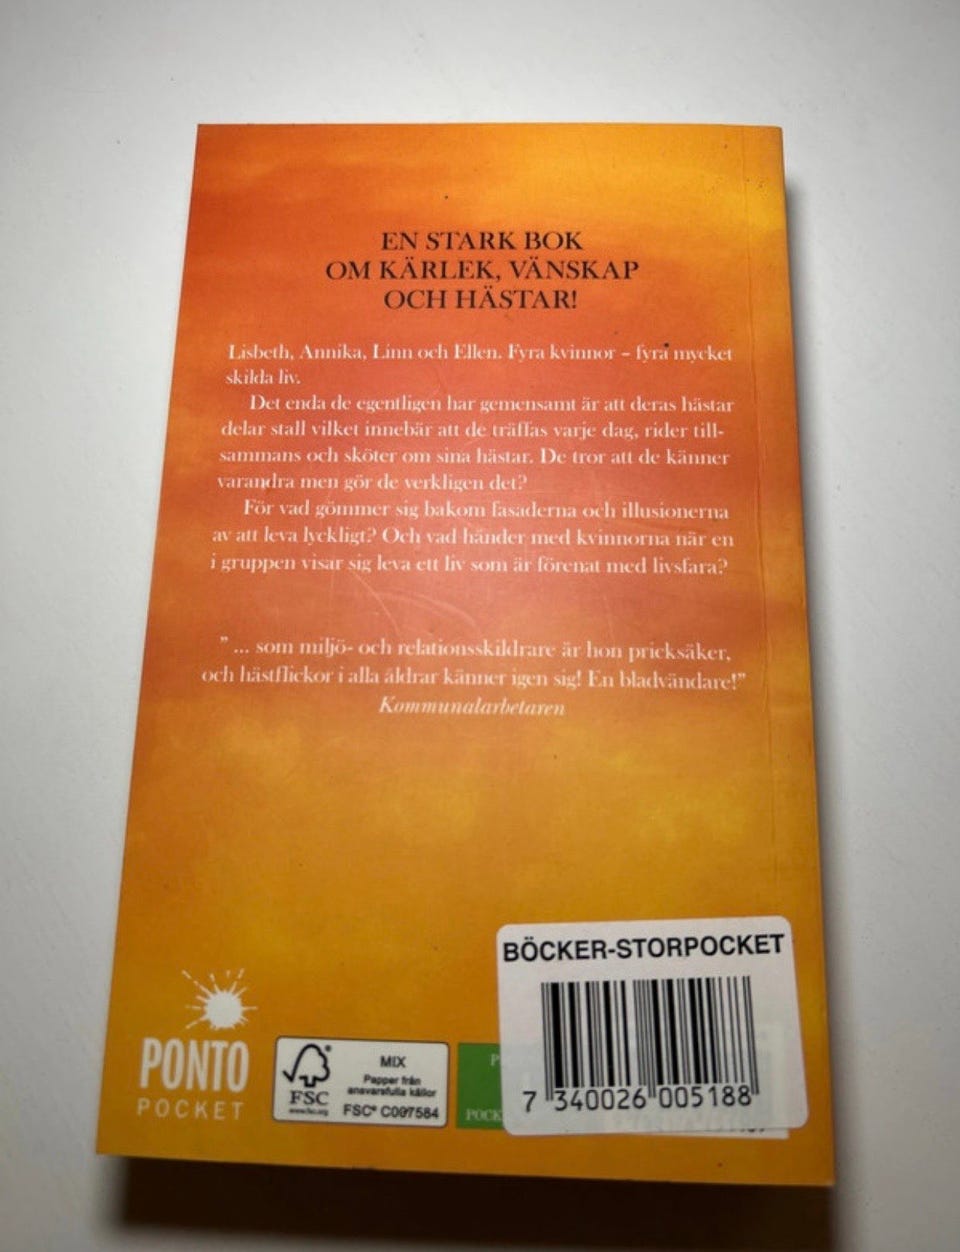 EN STARK BOK
OM KÄRLEK, VÄNSKAP
OCH HÄSTAR!
Lisbeth, Annika, Linn och Ellen. Fyra kvinnor – fyra mycket
skilda liv.
Det enda de egentligen har gemensamt är att deras hästar
delar stall vilket innebär att de träffas varje dag, rider till-
sammans och sköter om sina hästar. De tror att de känner
varandra men gör de verkligen det?
För vad gömmer sig bakom fasaderna och illusionerna
av att leva lyckligt? Och vad händer med kvinnorna när en
i gruppen visar sig leva ett liv som är förenat med livsfara?
” ... som miljö- och relationsskildrare är hon pricksäker,
och hästflickor i alla åldrar känner igen sig! En bladvändare!”
Kommunalarbetaren
BÖCKER-STORPOCKET
7 340026 005188
PONTO
POCKET
FSC
www.fsc.org
MIX
Papper från
ansvarsfulla källor
FSC® C007584